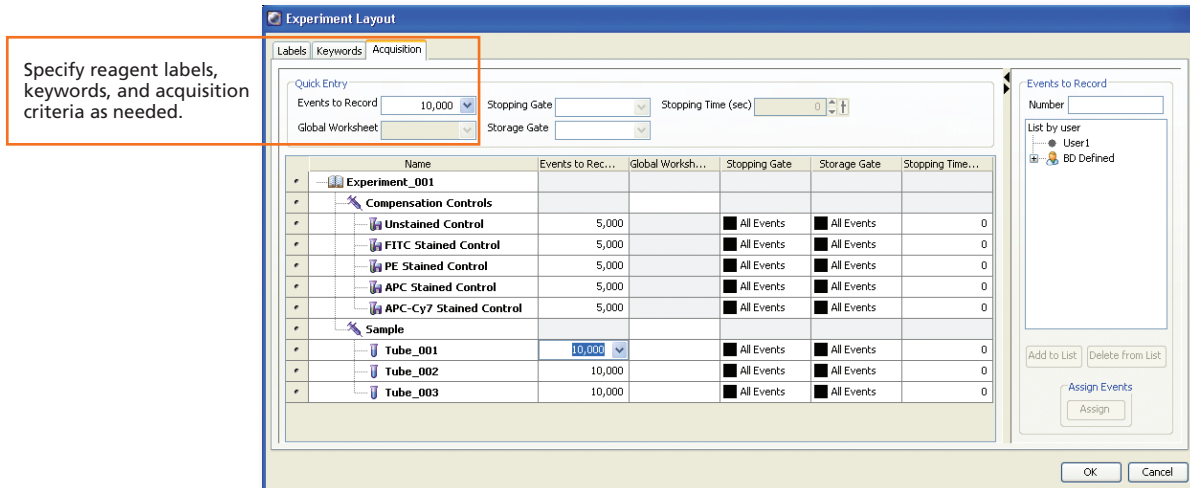 Experiment Layout
Labels Keywords Acquisition
Specify reagent labels,
keywords, and acquisition
criteria as needed.
Quick Entry
Events to Record 10,000 Stopping Gate Stopping Time (sec) 0
Global Worksheet Storage Gate
Name Events to Rec... Global Worksh... Stopping Gate Storage Gate Stopping Time...
Experiment_001
Compensation Controls
Unstained Control 5,000 All Events All Events 0
FITC Stained Control 5,000 All Events All Events 0
PE Stained Control 5,000 All Events All Events 0
APC Stained Control 5,000 All Events All Events 0
APC-Cy7 Stained Control 5,000 All Events All Events 0
Sample
Tube_001 10,000 All Events All Events 0
Tube_002 10,000 All Events All Events 0
Tube_003 10,000 All Events All Events 0
Events to Record
Number
List by user
User1
BD Defined
Add to List Delete from List
Assign Events
Assign
OK Cancel